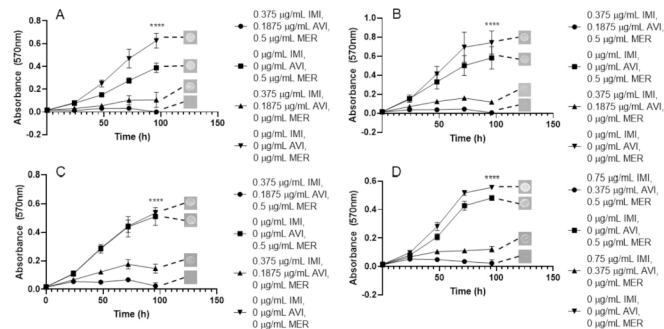 A
Absorbance (570nm)
0.8
0.6
0.4
0.2
0.0
-0.2
50
100
150
Time (h)
****
0.375 µg/mL IMI,
0.1875 µg/mL AVI,
0.5 µg/mL MER
0 µg/mL IMI,
0 µg/mL AVI,
0.5 µg/mL MER
0.375 µg/mL IMI,
0.1875 µg/mL AVI,
0 µg/mL MER
0 µg/mL IMI,
0 µg/mL AVI,
0 µg/mL MER
B
Absorbance (570nm)
1.0
0.8
0.6
0.4
0.2
0.0
-0.2
50
100
150
Time (h)
****
0.375 µg/mL IMI,
0.1875 µg/mL AVI,
0.5 µg/mL MER
0 µg/mL IMI,
0 µg/mL AVI,
0.5 µg/mL MER
0.375 µg/mL IMI,
0.1875 µg/mL AVI,
0 µg/mL MER
0 µg/mL IMI,
0 µg/mL AVI,
0 µg/mL MER
C
Absorbance (570nm)
0.8
0.6
0.4
0.2
0.0
0
50
100
150
Time (h)
****
0.375 µg/mL IMI,
0.1875 µg/mL AVI,
0.5 µg/mL MER
0 µg/mL IMI,
0 µg/mL AVI,
0.5 µg/mL MER
0.375 µg/mL IMI,
0.1875 µg/mL AVI,
0 µg/mL MER
0 µg/mL IMI,
0 µg/mL AVI,
0 µg/mL MER
D
Absorbance (570nm)
0.6
0.4
0.2
0.0
-0.2
50
100
150
Time (h)
****
0.75 µg/mL IMI,
0.375 µg/mL AVI,
0.5 µg/mL MER
0 µg/mL IMI,
0 µg/mL AVI,
0.5 µg/mL MER
0.75 µg/mL IMI,
0.375 µg/mL AVI,
0 µg/mL MER
0 µg/mL IMI,
0 µg/mL AVI,
0 µg/mL MER